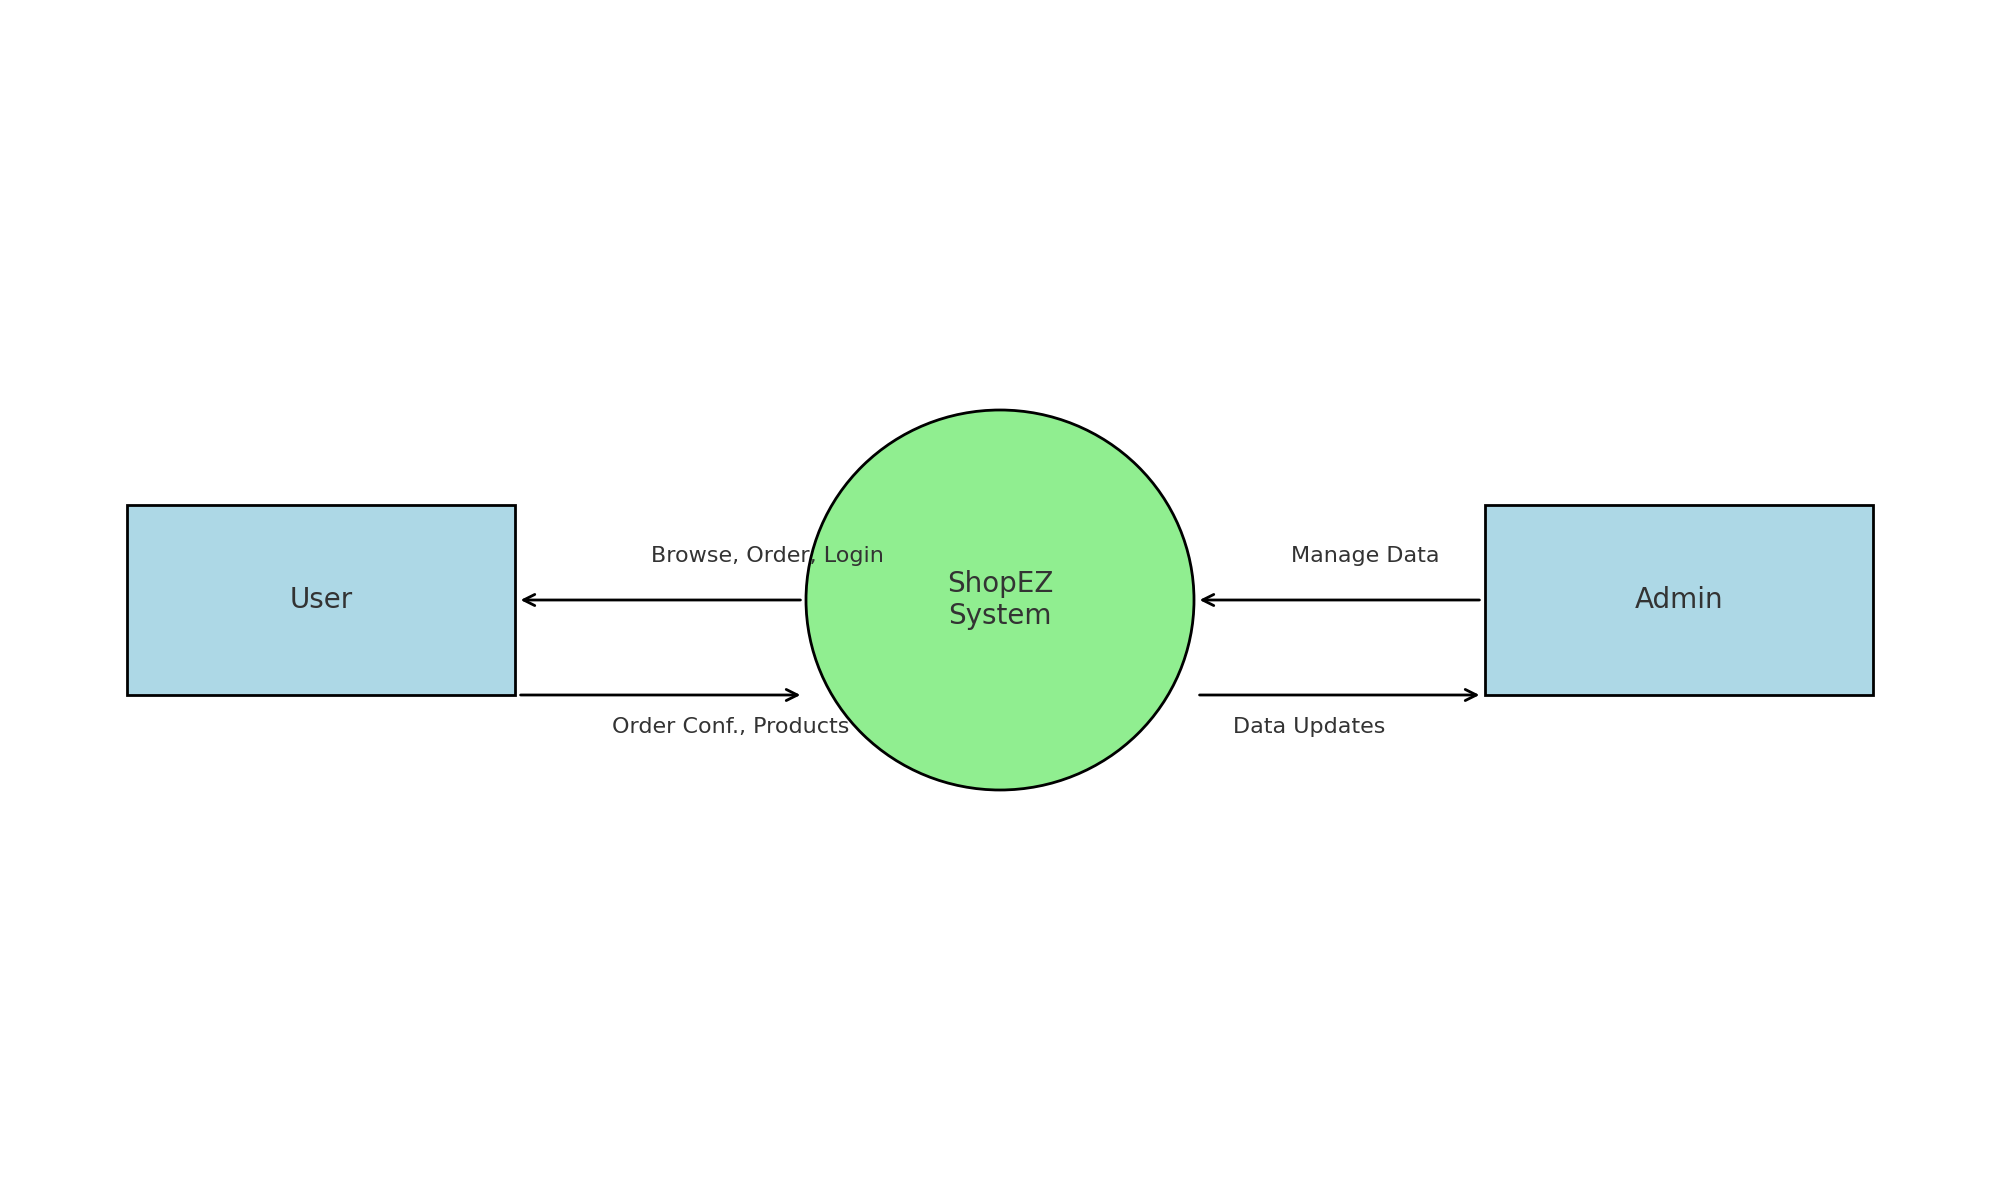 Browse, Order, Login
Manage Data
User
ShopEZ
System
Admin
Order Conf., Products
Data Updates